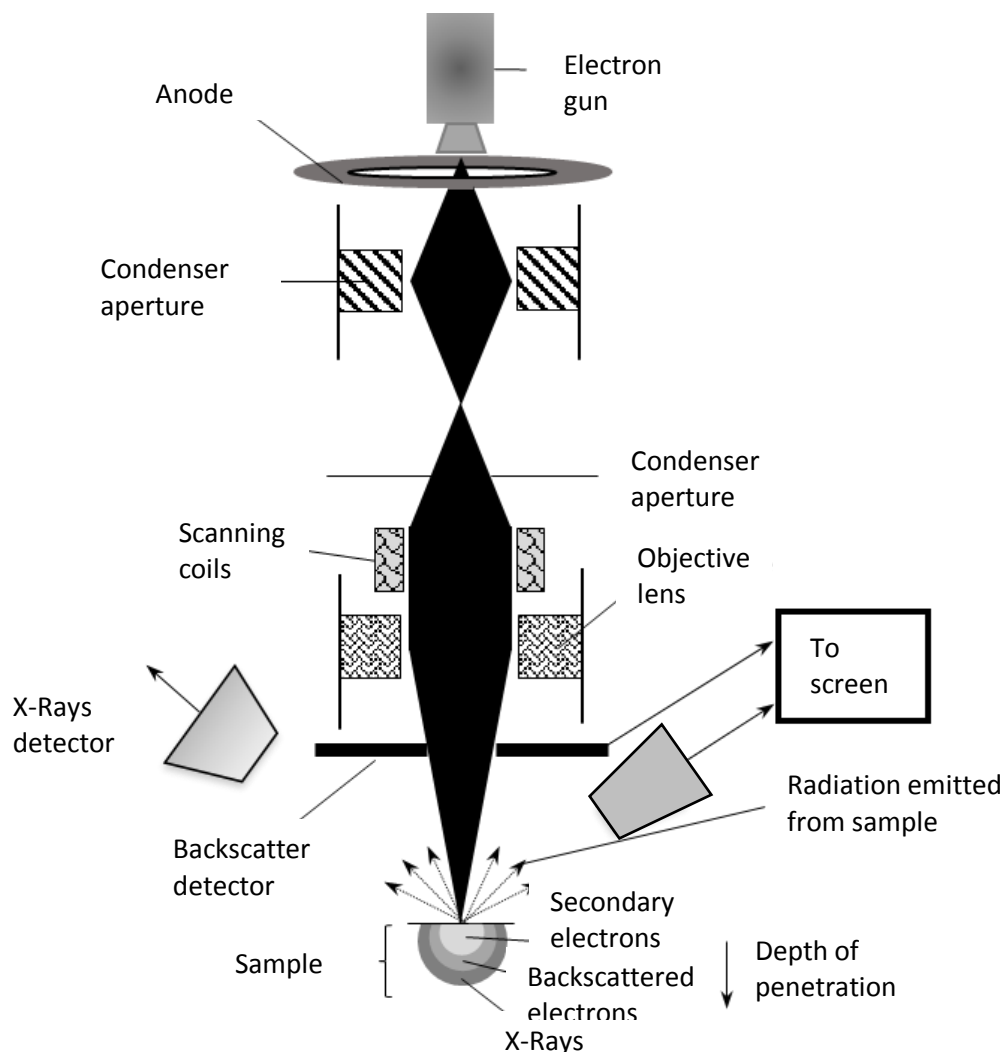 Electron
gun
Anode
Condenser
aperture
Condenser
aperture
Scanning
coils
Objective
lens
To
screen
X-Rays
detector
Radiation emitted
from sample
Backscatter
detector
Secondary
electrons
Sample
Backscattered
electrons
Depth of
penetration
X-Rays